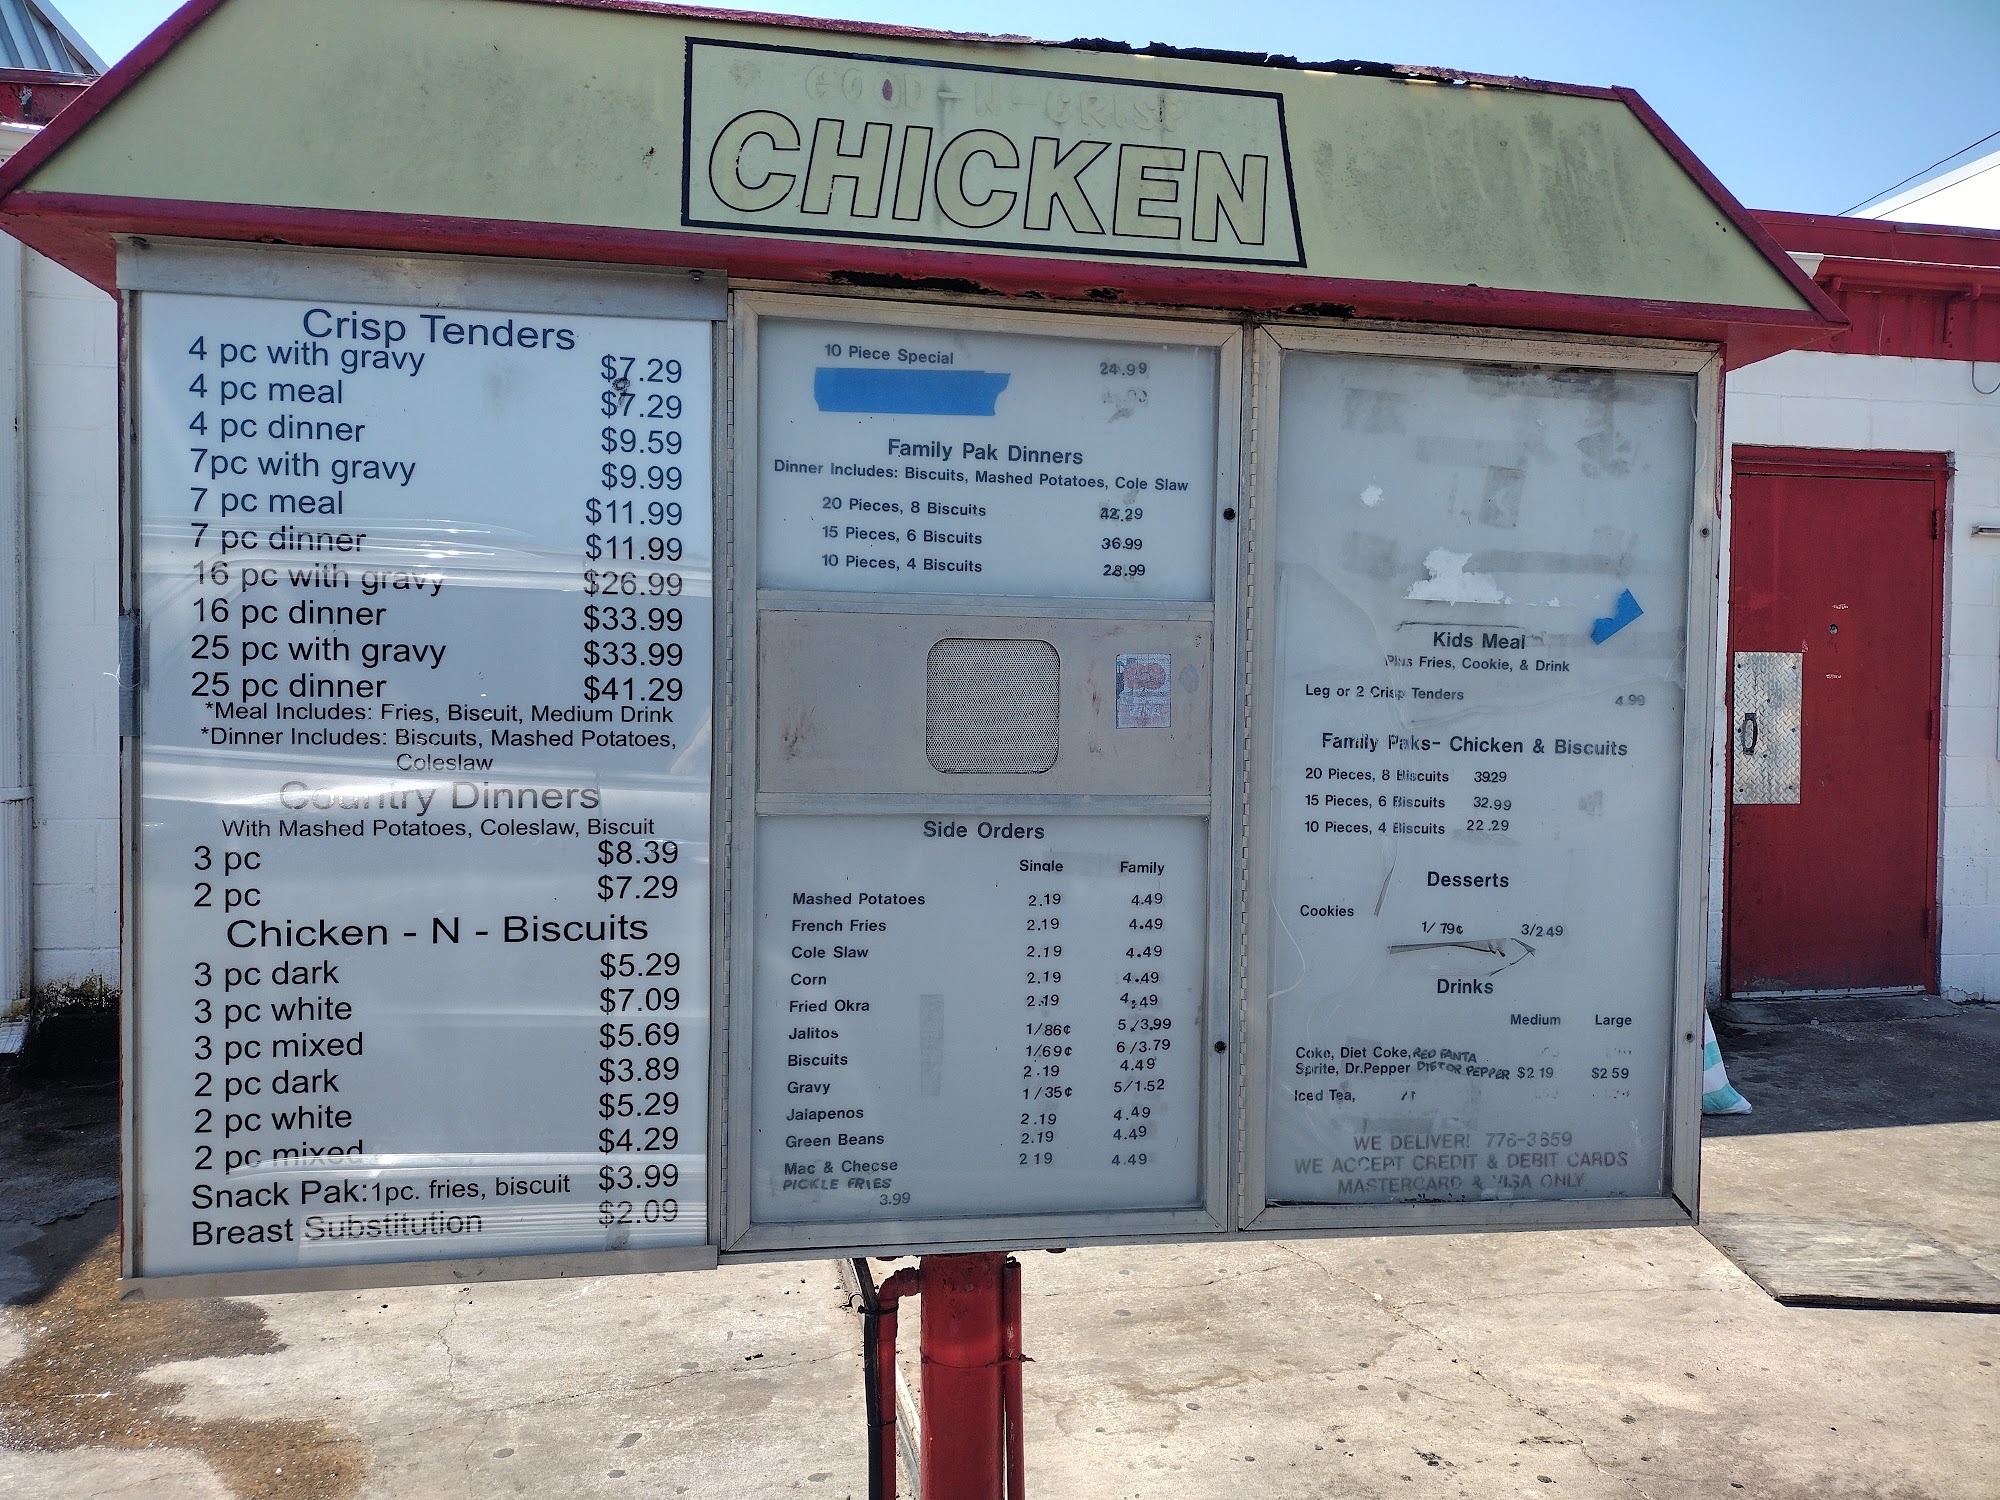 GOOD-N-CRISP
CHICKEN
Crisp Tenders
4 pc with gravy $7.29
4 pc meal $7.29
4 pc dinner $9.59
7pc with gravy $9.99
7 pc meal $11.99
7 pc dinner $11.99
16 pc with gravy $26.99
16 pc dinner $33.99
25 pc with gravy $33.99
25 pc dinner $41.29
*Meal Includes: Fries, Biscuit, Medium Drink
*Dinner Includes: Biscuits, Mashed Potatoes,
Coleslaw
Country Dinners
With Mashed Potatoes, Coleslaw, Biscuit
3 pc $8.39
2 pc $7.29
Chicken - N - Biscuits
3 pc dark $5.29
3 pc white $7.09
3 pc mixed $5.69
2 pc dark $3.89
2 pc white $5.29
2 pc mixed $4.29
Snack Pak:1pc. fries, biscuit $3.99
Breast Substitution $2.09
10 Piece Special 24.99
Family Pak Dinners
Dinner Includes: Biscuits, Mashed Potatoes, Cole Slaw
20 Pieces, 8 Biscuits 42.29
15 Pieces, 6 Biscuits 36.99
10 Pieces, 4 Biscuits 28.99
Side Orders
Single Family
Mashed Potatoes 2.19 4.49
French Fries 2.19 4.49
Cole Slaw 2.19 4.49
Corn 2.19 4.49
Fried Okra 2.19 4.49
Jalitos 1/86¢ 5/3.99
Biscuits 1/69¢ 6/3.79
Gravy 2.19 4.49
Jalapenos 1/35¢ 5/1.52
Green Beans 2.19 4.49
Mac & Cheese 2.19 4.49
PICKLE FRIES 2 19 4.49
3.99
Kids Meal
Plus Fries, Cookie, & Drink
Leg or 2 Crisp Tenders 4.99
Family Paks- Chicken & Biscuits
20 Pieces, 8 Biscuits 3929
15 Pieces, 6 Biscuits 32.99
10 Pieces, 4 Biscuits 22.29
Desserts
Cookies 1/79¢ 3/249
Drinks
Medium Large
Coke, Diet Coke, RED FANTA
Sprite, Dr.Pepper DIET DR. PEPPER $2 19 $2 59
Iced Tea,
WE DELIVER! 776-3659
WE ACCEPT CREDIT & DEBIT CARDS
MASTERCARD & VISA ONLY